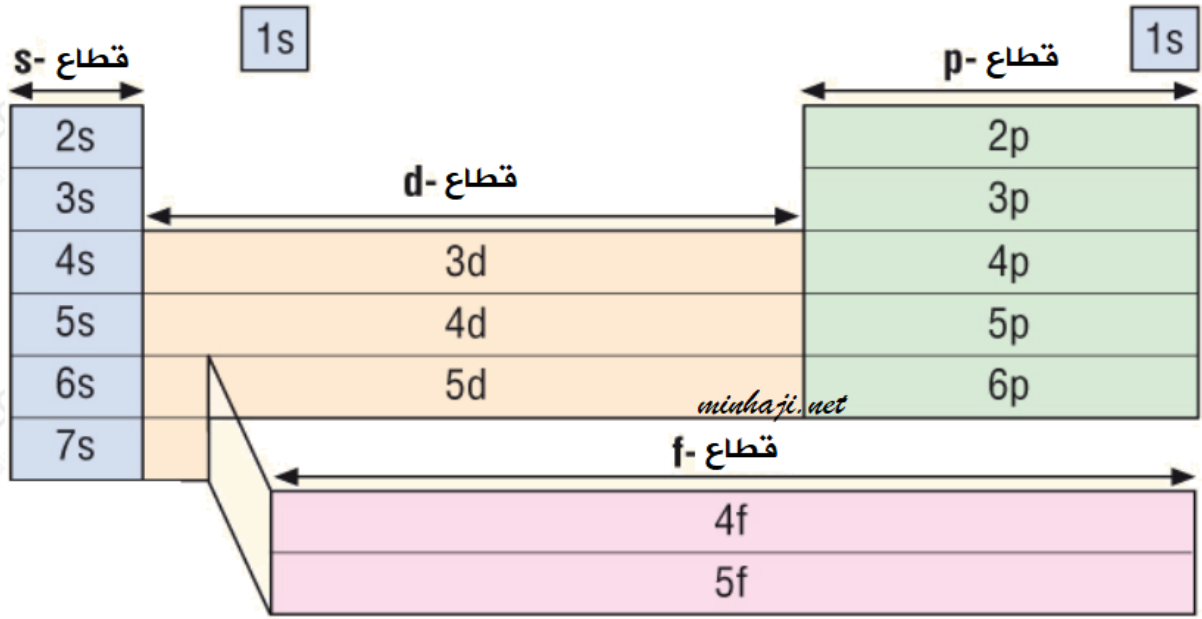 1s 1s
قطاع -s قطاع -p
2s 2p
3s 3p
قطاع -d
4s 3d 4p
5s 4d 5p
6s 5d 6p
minhaji.net
7s
قطاع -f
4f
5f